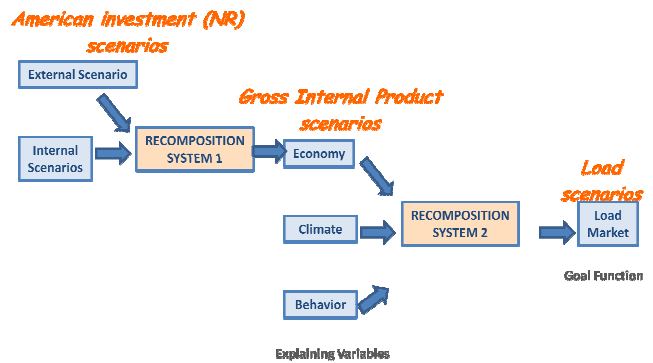 American investment (NR)
scenarios
External Scenario
Gross Internal Product
scenarios
Internal
Scenarios
RECOMPOSITION
SYSTEM 1
Economy
Load
scenarios
Climate
RECOMPOSITION
SYSTEM 2
Load
Market
Goal Function
Behavior
Explaining Variables